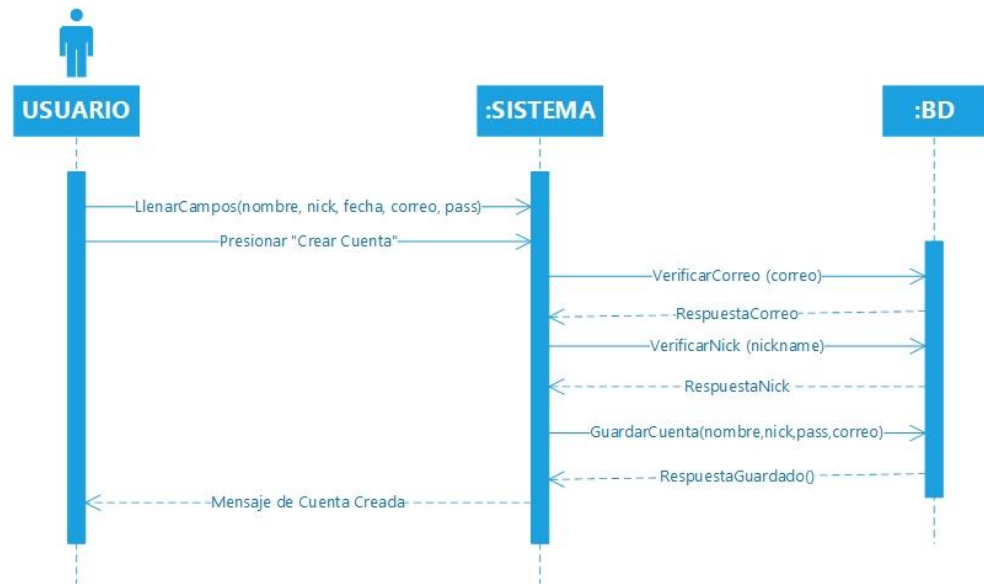 USUARIO
:SISTEMA
:BD
LlenarCampos(nombre, nick, fecha, correo, pass)
Presionar "Crear Cuenta"
VerificarCorreo (correo)
RespuestaCorreo
VerificarNick (nickname)
RespuestaNick
GuardarCuenta(nombre,nick,pass,correo)
RespuestaGuardado()
Mensaje de Cuenta Creada